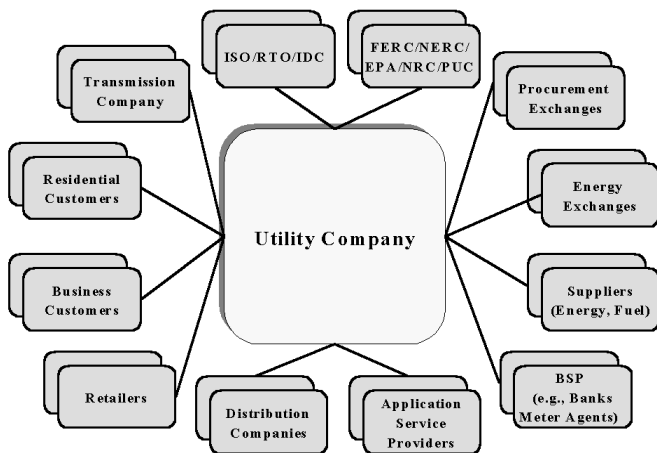 ISO/RTO/IDC
FERC/NERC/
EPA/NRC/PUC
Transmission
Company
Procurement
Exchanges
Residential
Customers
Energy
Exchanges
Utility Company
Business
Customers
Suppliers
(Energy, Fuel)
Retailers
Distribution
Companies
Application
Service
Providers
BSP
(e.g., Banks
Meter Agents)